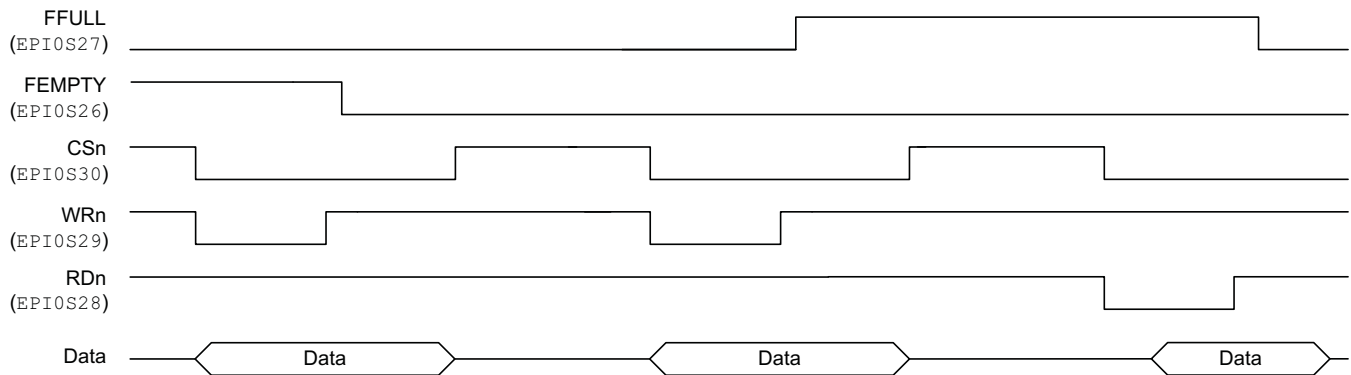 FFULL
(EPI0S27)
FEMPTY
(EPI0S26)
CSn
(EPI0S30)
WRn
(EPI0S29)
RDn
(EPI0S28)
Data Data Data Data